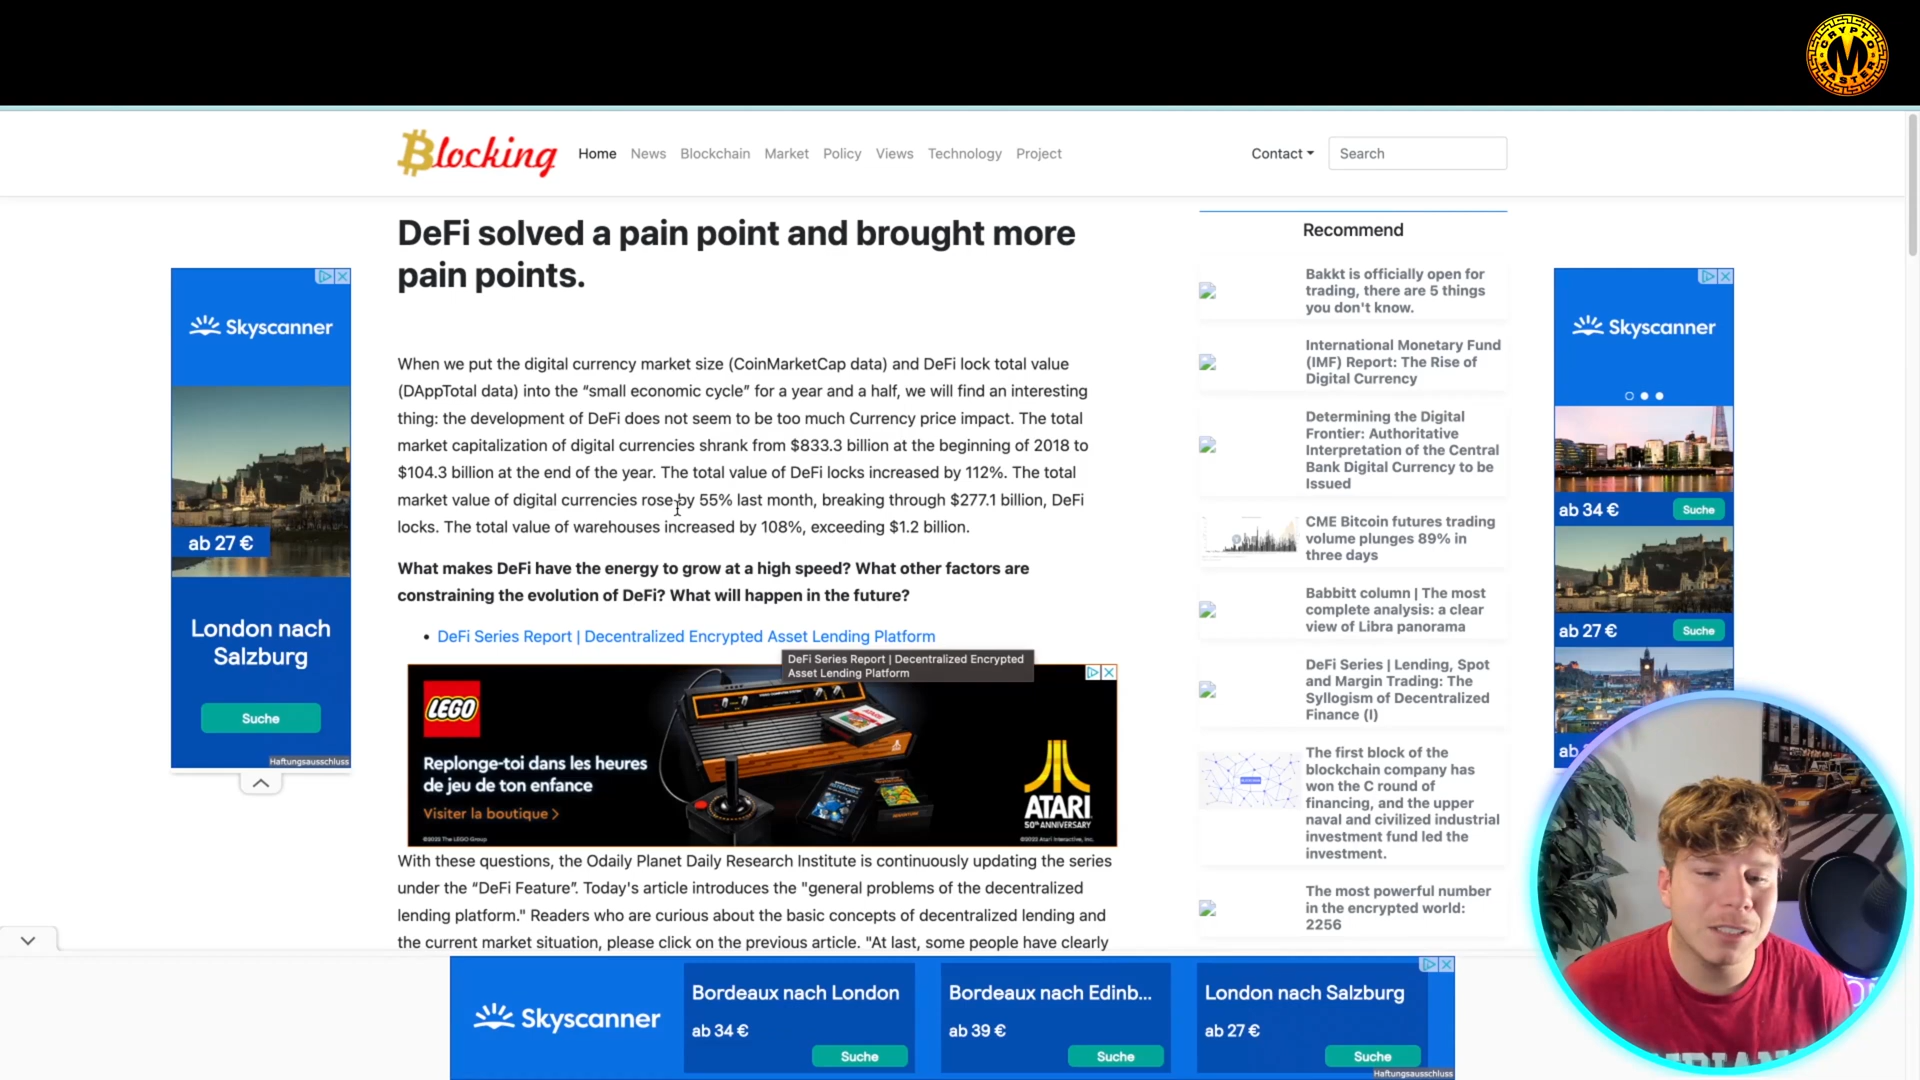 CRYPTO
MASTER
M
Blocking
Home News Blockchain Market Policy Views Technology Project
Contact
Search
DeFi solved a pain point and brought more
pain points.
When we put the digital currency market size (CoinMarketCap data) and DeFi lock total value
(DAppTotal data) into the “small economic cycle” for a year and a half, we will find an interesting
thing: the development of DeFi does not seem to be too much Currency price impact. The total
market capitalization of digital currencies shrank from $833.3 billion at the beginning of 2018 to
$104.3 billion at the end of the year. The total value of DeFi locks increased by 112%. The total
market value of digital currencies rose by 55% last month, breaking through $277.1 billion, DeFi
locks. The total value of warehouses increased by 108%, exceeding $1.2 billion.
What makes DeFi have the energy to grow at a high speed? What other factors are
constraining the evolution of DeFi? What will happen in the future?
• DeFi Series Report | Decentralized Encrypted Asset Lending Platform
DeFi Series Report | Decentralized Encrypted
Asset Lending Platform
LEGO
Replonge-toi dans les heures
de jeu de ton enfance
Visiter la boutique >
©2023 The LEGO Group
ATARI
50TH ANNIVERSARY
©2023 Atari Interactive, Inc.
With these questions, the Odaily Planet Daily Research Institute is continuously updating the series
under the “DeFi Feature”. Today's article introduces the "general problems of the decentralized
lending platform." Readers who are curious about the basic concepts of decentralized lending and
the current market situation, please click on the previous article. "At last, some people have clearly
Recommend
Bakkt is officially open for
trading, there are 5 things
you don't know.
International Monetary Fund
(IMF) Report: The Rise of
Digital Currency
Determining the Digital
Frontier: Authoritative
Interpretation of the Central
Bank Digital Currency to be
Issued
CME Bitcoin futures trading
volume plunges 89% in
three days
Babbitt column | The most
complete analysis: a clear
view of Libra panorama
DeFi Series | Lending, Spot
and Margin Trading: The
Syllogism of Decentralized
Finance (I)
The first block of the
blockchain company has
won the C round of
financing, and the upper
naval and civilized industrial
investment fund led the
investment.
The most powerful number
in the encrypted world:
2256
Skyscanner
ab 27 €
London nach
Salzburg
Suche
Haftungsausschluss
Skyscanner
ab 34 €
Suche
ab 27 €
Suche
Skyscanner
Bordeaux nach London
ab 34 €
Suche
Bordeaux nach Edinb...
ab 39 €
Suche
London nach Salzburg
ab 27 €
Suche
Haftungsausschluss